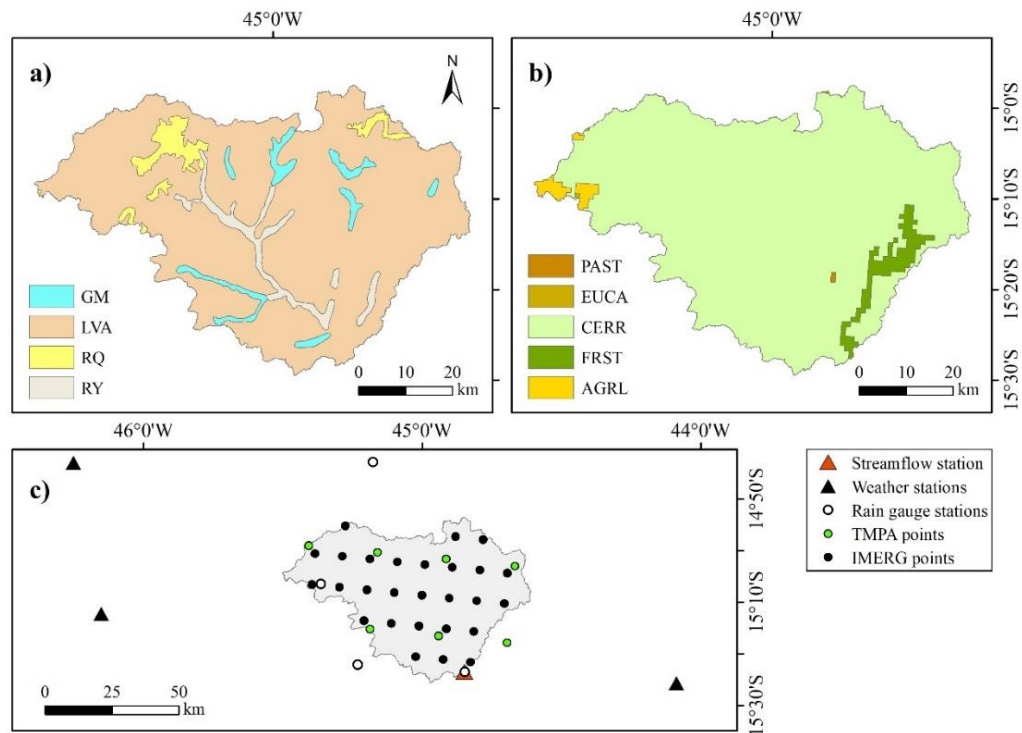 45°0'W
45°0'W
a)
N
GM
LVA
RQ
RY
0 10 20
km
b)
PAST
EUCA
CERR
FRST
AGRL
0 10 20
km
15°0'S
15°10'S
15°20'S
15°30'S
46°0'W
45°0'W
44°0'W
c)
0 25 50
km
14°50'S
15°10'S
15°30'S
Streamflow station
Weather stations
Rain gauge stations
TMPA points
IMERG points